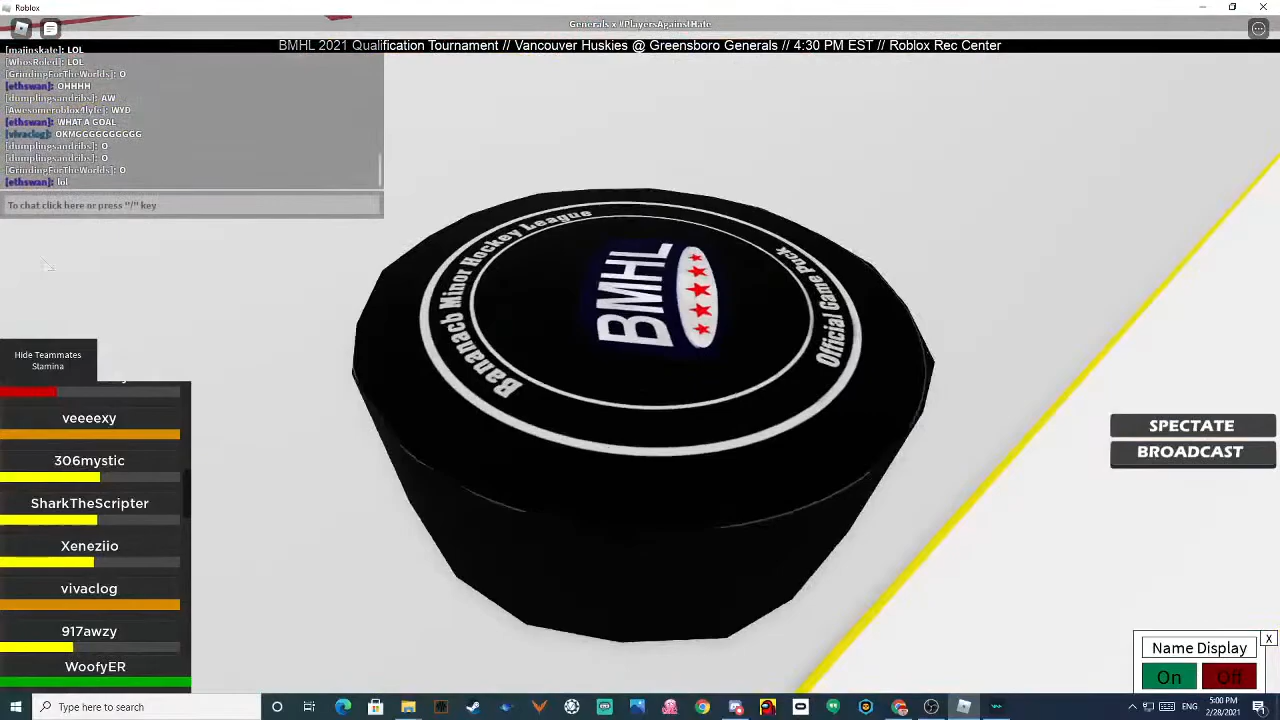 Roblox
Generals x #PlayersAgainstHate
BMHL 2021 Qualification Tournament // Vancouver Huskies @ Greensboro Generals // 4:30 PM EST // Roblox Rec Center
[majinskate]: LOL
[WhosRoled]: LOL
[GrindingForTheWorlds]: O
[ethswan]: OHHHH
[dumplingsandribs]: AW
WYD
[ethswan]: WHAT A GOAL
[vivaclog]: OKMGGGGGGGGGG
[dumplingsandribs]: O
[dumplingsandribs]: O
[GrindingForTheWorlds]: O
[ethswan]: lol
To chat click here or press "/" key
Bananacb Minor Hockey League
Official Game Puck
BMHL
Hide Teammates
Stamina
veeeexy
306mystic
SharkTheScripter
Xeneziio
vivaclog
917awzy
WoofyER
SPECTATE
BROADCAST
X
Name Display
On
Off
Type here to search
ENG
5:00 PM
2/28/2021